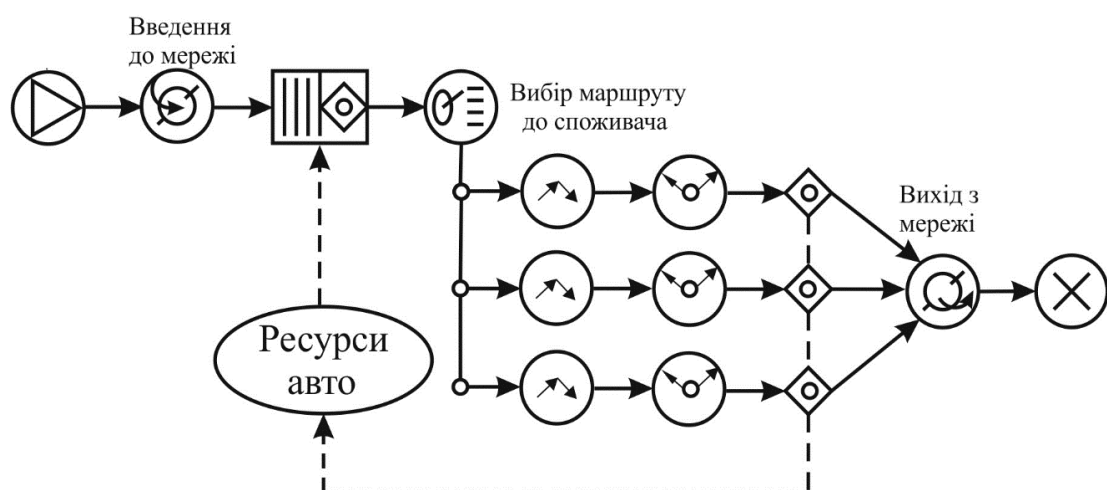 Введення
до мережі
Вибір маршруту
до споживача
Вихід з
мережі
Ресурси
авто